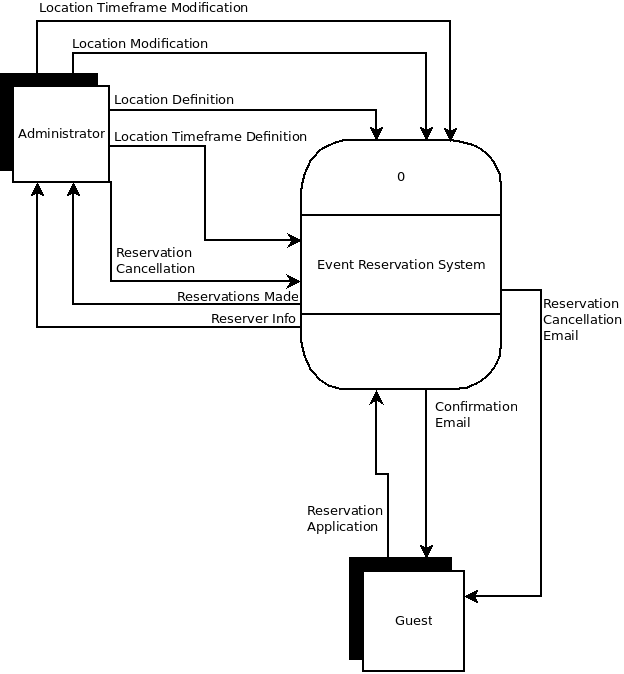 Location Timeframe Modification
Location Modification
Location Definition
Administrator
Location Timeframe Definition
0
Reservation
Cancellation
Event Reservation System
Reservations Made
Reserver Info
Reservation
Cancellation
Email
Confirmation
Email
Reservation
Application
Guest